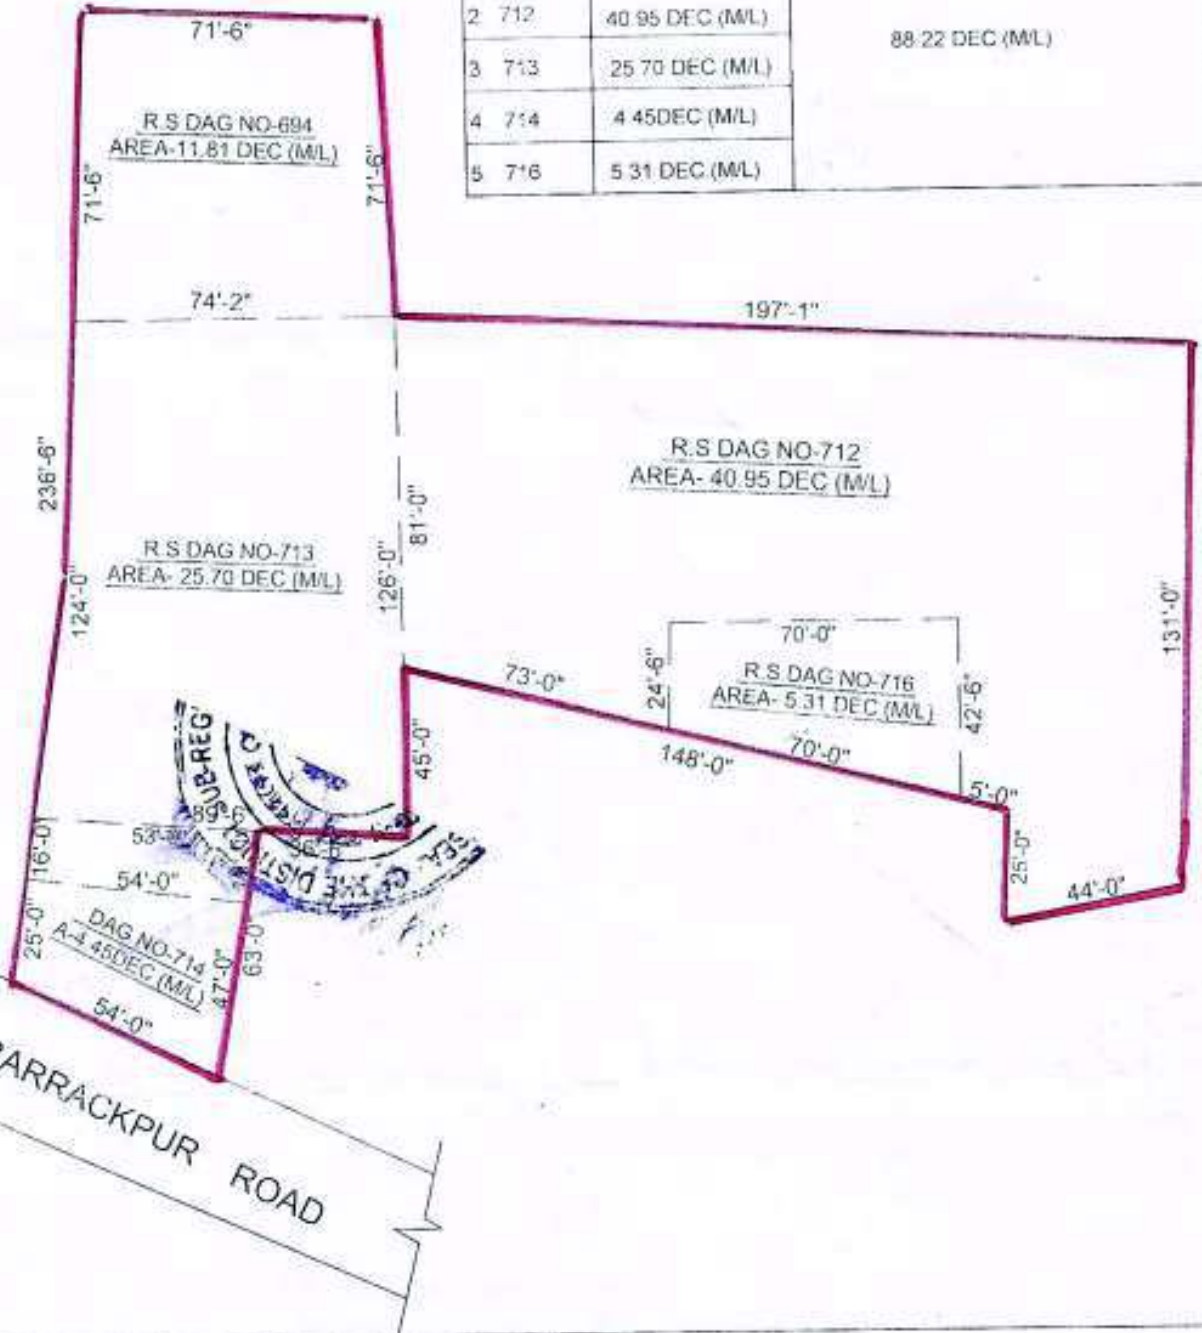 2 712 40.95 DEC (M/L)
88.22 DEC (M/L)
3 713 25.70 DEC (M/L)
4 714 4.45DEC (M/L)
5 716 5.31 DEC (M/L)
71'-6"
R.S DAG NO-694
AREA-11.81 DEC (M/L)
71'-6"
71'-6"
74'-2"
197'-1"
R.S DAG NO-712
AREA- 40.95 DEC (M/L)
236'-6"
81'-0"
R.S DAG NO-713
AREA- 25.70 DEC (M/L)
124'-0"
126'-0"
131'-0"
70'-0"
24'-6"
R.S DAG NO-716
AREA- 5.31 DEC (M/L)
42'-6"
73'-0"
148'-0"
70'-0"
5'-0"
45'-0"
25'-0"
44'-0"
SUB-REG
DIST
89'-6
16'-0
54'-0"
25'-0"
DAG NO-714
A-4.45DEC (M/L)
47'-0"
63'-0
54'-0"
BARRACKPUR ROAD